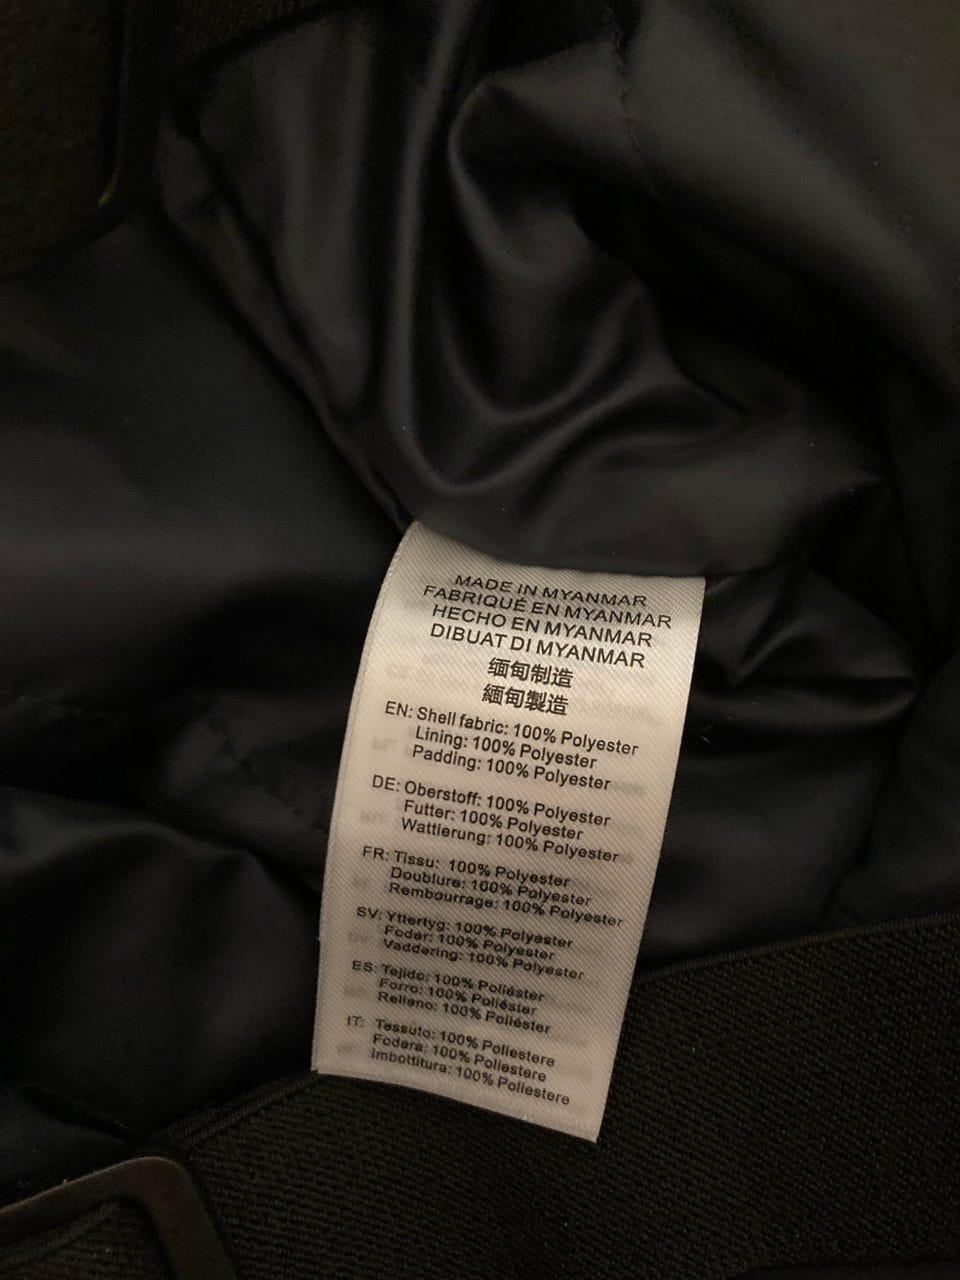 MADE IN MYANMAR
FABRIQUÉ EN MYANMAR
HECHO EN MYANMAR
DIBUAT DI MYANMAR
缅甸制造
緬甸製造
EN: Shell fabric: 100% Polyester
Lining: 100% Polyester
Padding: 100% Polyester
DE: Oberstoff: 100% Polyester
Futter: 100% Polyester
Wattierung: 100% Polyester
FR: Tissu: 100% Polyester
Doublure: 100% Polyester
Rembourrage: 100% Polyester
SV: Yttertyg: 100% Polyester
Foder: 100% Polyester
Vaddering: 100% Polyester
ES: Tejido: 100% Poliéster
Forro: 100% Poliéster
Relleno: 100% Poliéster
IT: Tessuto: 100% Poliestere
Fodera: 100% Poliestere
Imbottitura: 100% Poliestere